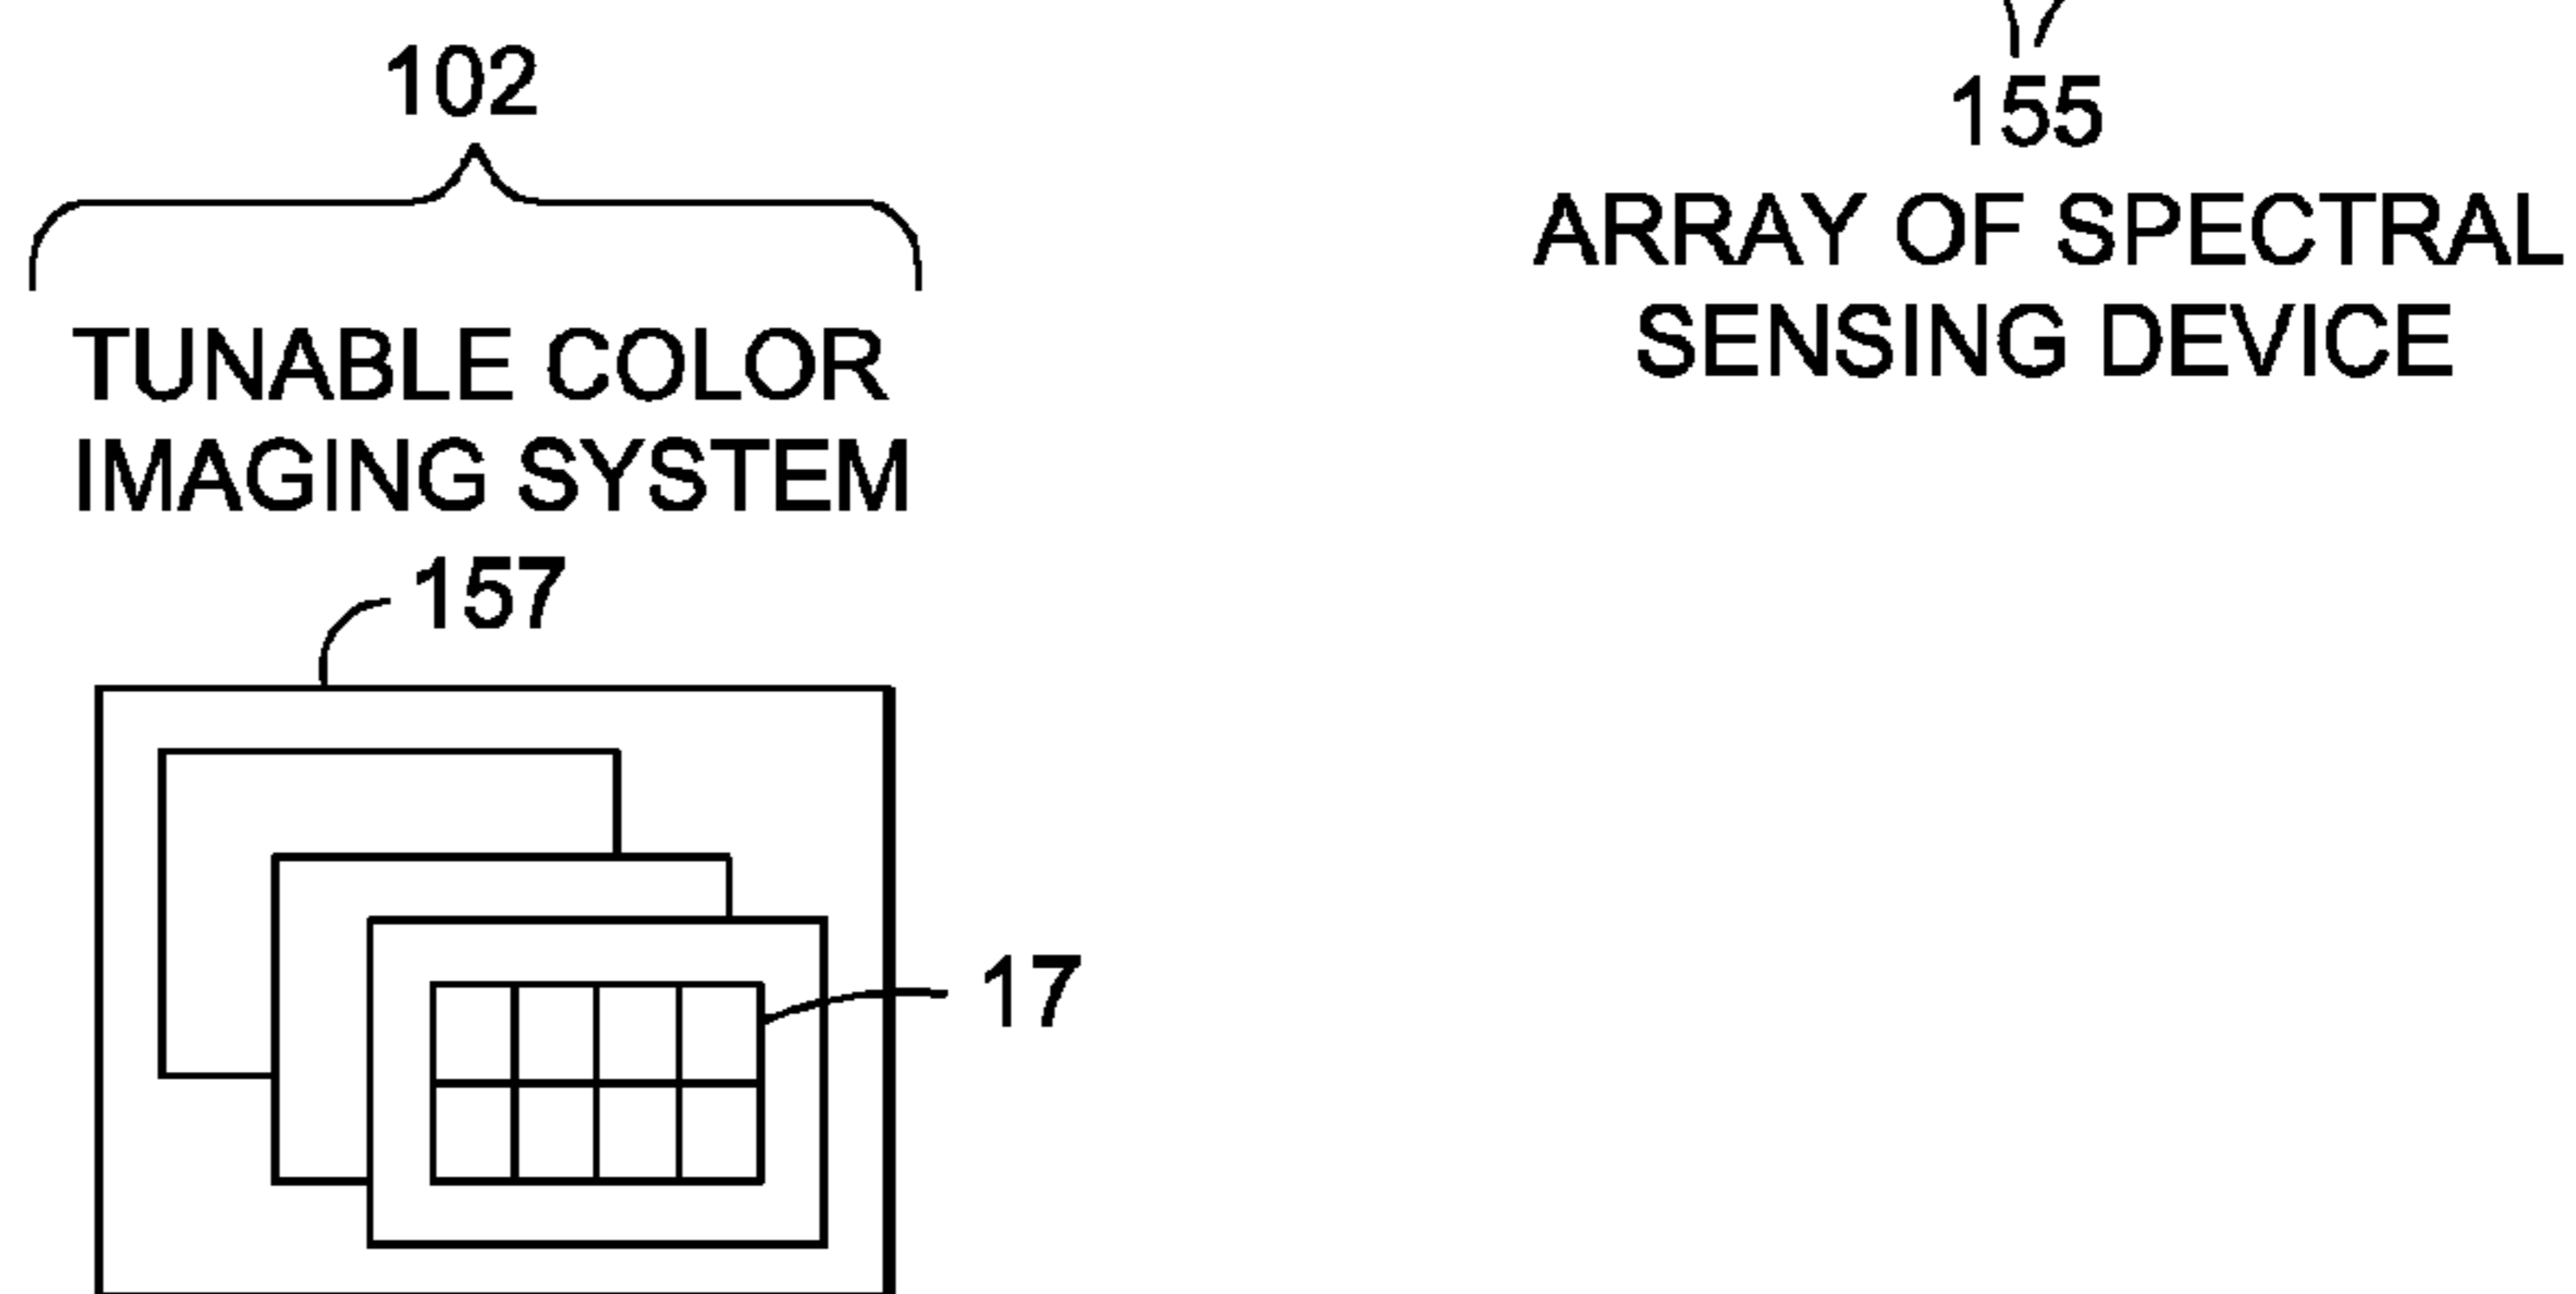 102
TUNABLE COLOR
IMAGING SYSTEM
157
17
155
ARRAY OF SPECTRAL
SENSING DEVICE